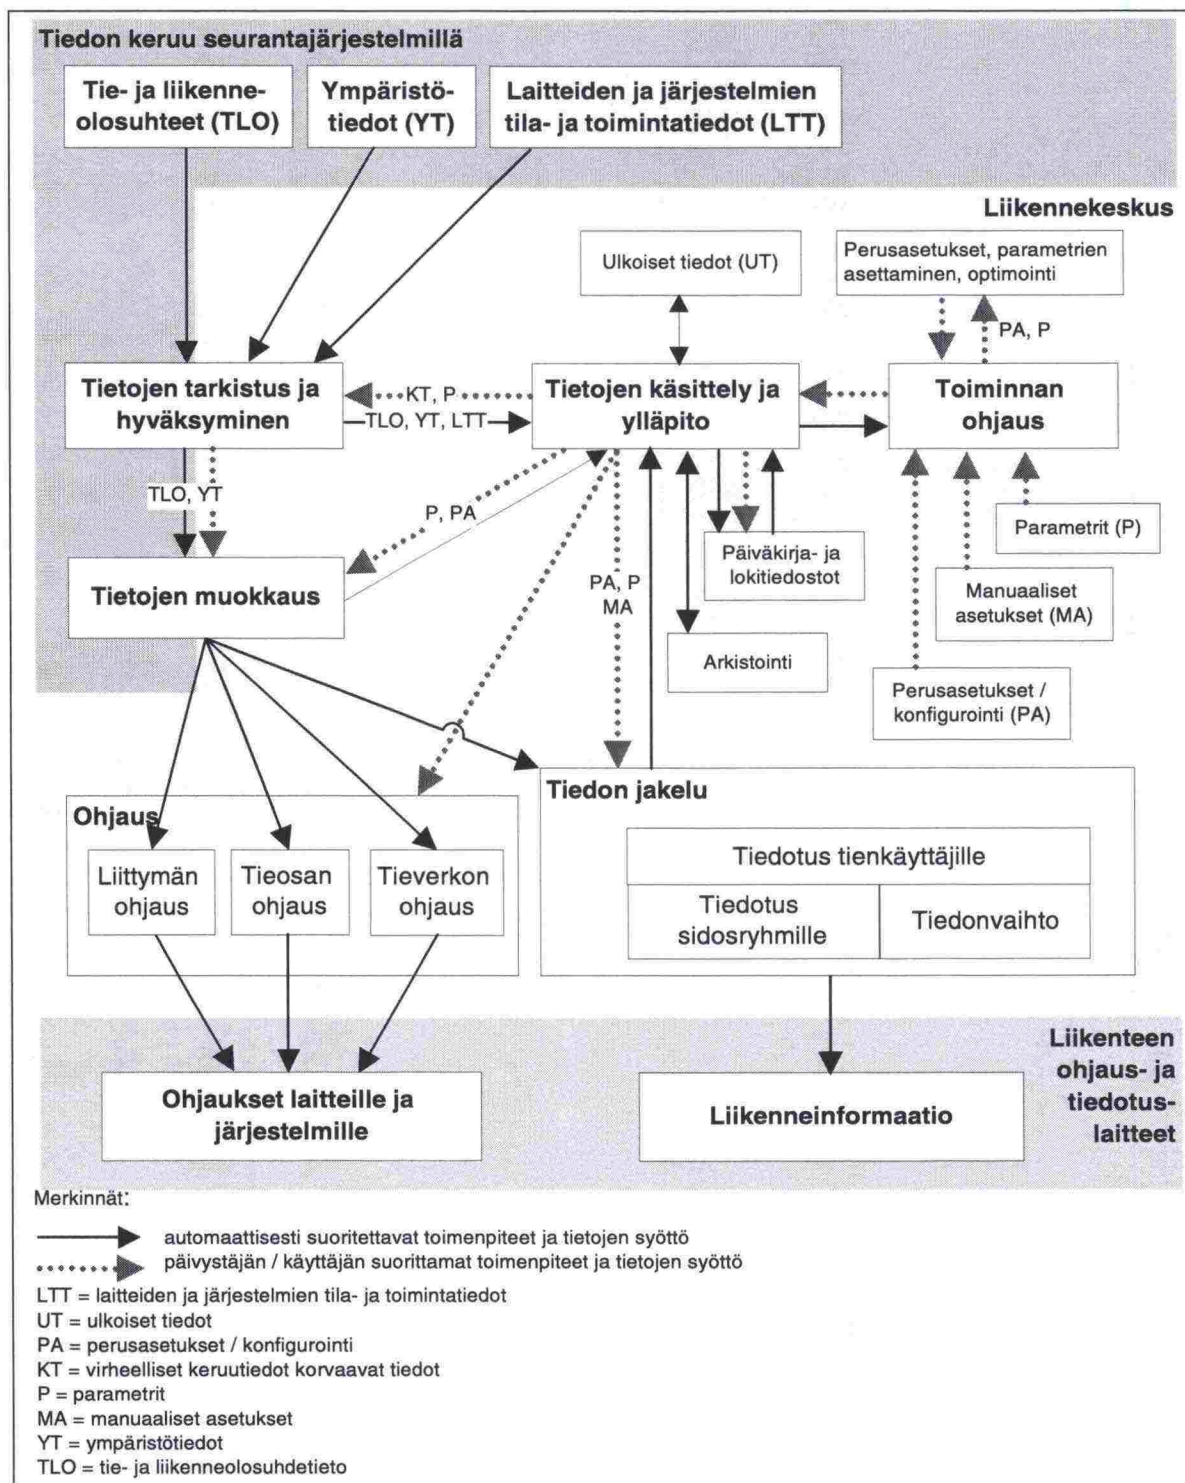 Tiedon keruu seurantajärjestelmillä
Tie- ja liikenne-
olosuhteet (TLO)
Ympäristö-
tiedot (YT)
Laitteiden ja järjestelmien
tila- ja toimintatiedot (LTT)
Liikennekeskus
Ulkoiset tiedot (UT)
Perusasetukset, parametrien
asettaminen, optimointi
PA, P
Tietojen tarkistus ja
hyväksyminen
KT, P
TLO, YT, LTT
Tietojen käsittely ja
ylläpito
Toiminnan
ohjaus
TLO, YT
P, PA
Tietojen muokkaus
PA, P
MA
Päiväkirja- ja
lokitiedostot
Parametrit (P)
Manuaaliset
asetukset (MA)
Arkistointi
Perusasetukset /
konfigurointi (PA)
Ohjaus
Liittymän
ohjaus
Tieosan
ohjaus
Tieverkon
ohjaus
Tiedon jakelu
Tiedotus tienkäyttäjille
Tiedotus
sidosryhmille
Tiedonvaihto
Liikenteen
ohjaus- ja
tiedotus-
laitteet
Ohjaukset laitteille ja
järjestelmille
Liikenneinformaatio
Merkinnät:
automaattisesti suoritettavat toimenpiteet ja tietojen syöttö
päivystäjän / käyttäjän suorittamat toimenpiteet ja tietojen syöttö
LTT = laitteiden ja järjestelmien tila- ja toimintatiedot
UT = ulkoiset tiedot
PA = perusasetukset / konfigurointi
KT = virheelliset keruutiedot korvaavat tiedot
P = parametrit
MA = manuaaliset asetukset
YT = ympäristötiedot
TLO = tie- ja liikenneolosuhdetieto